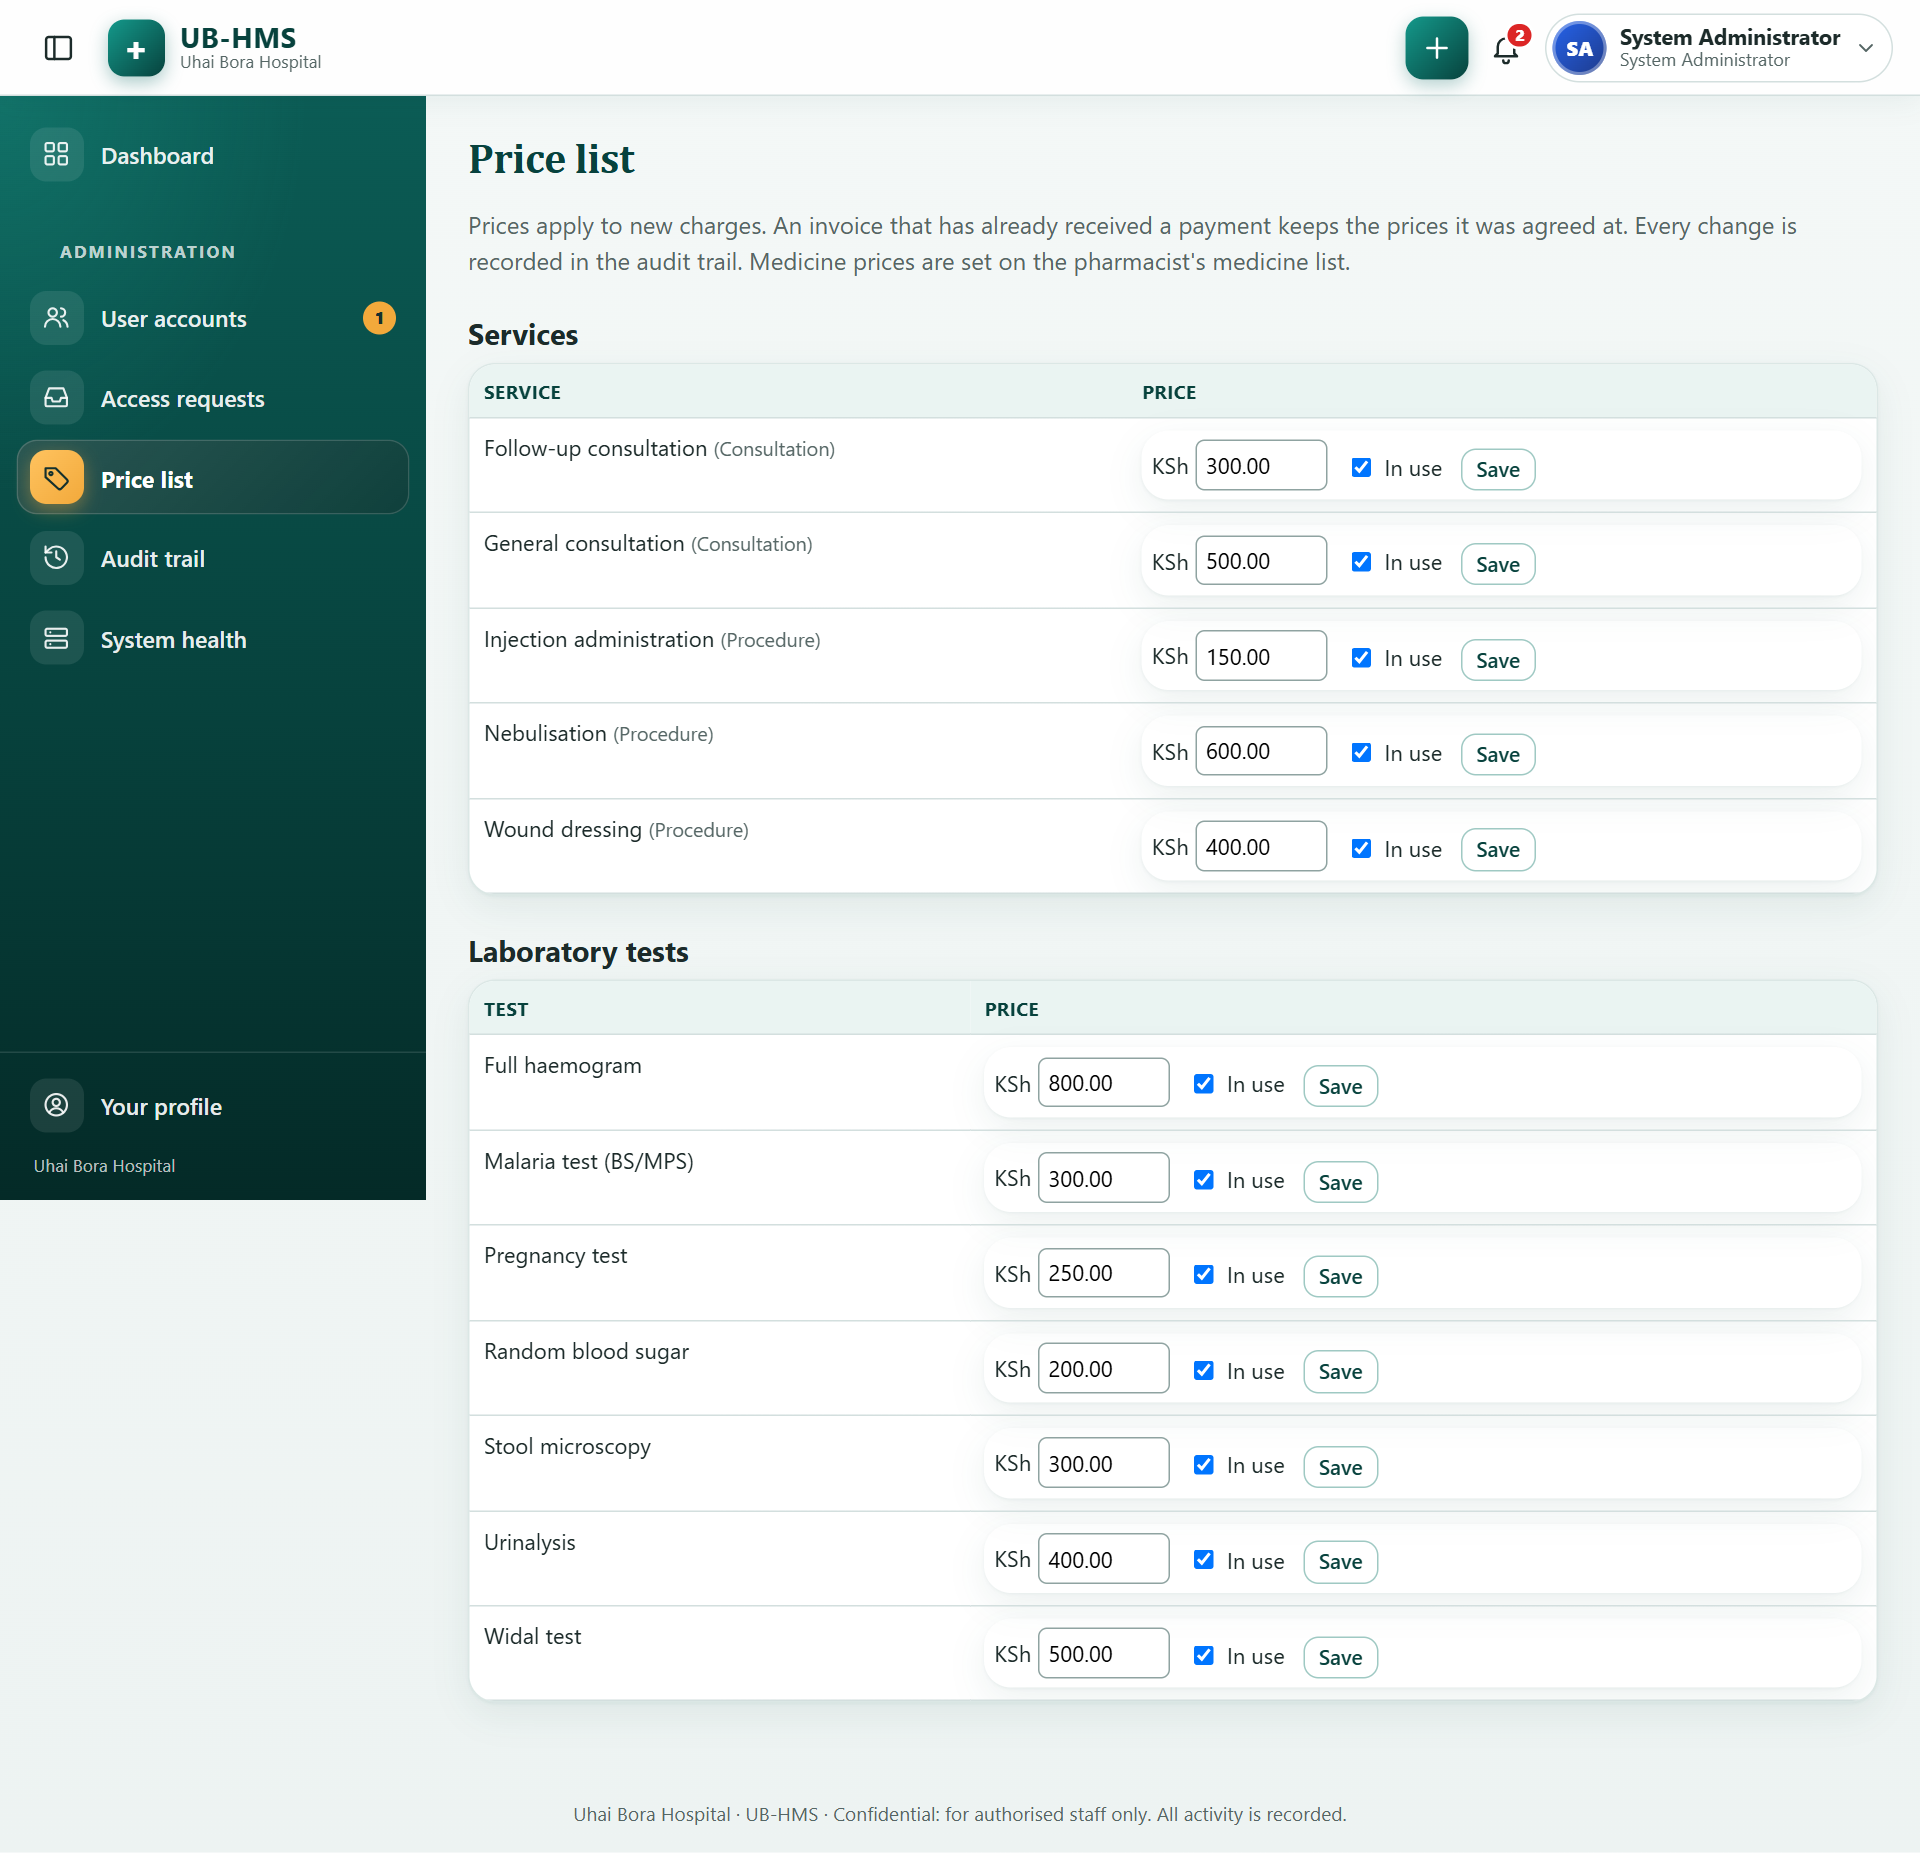 UB-HMS
Uhai Bora Hospital
2
SA
System Administrator
System Administrator
Dashboard
ADMINISTRATION
User accounts
1
Access requests
Price list
Audit trail
System health
Your profile
Uhai Bora Hospital
Price list
Prices apply to new charges. An invoice that has already received a payment keeps the prices it was agreed at. Every change is
recorded in the audit trail. Medicine prices are set on the pharmacist's medicine list.
Services
SERVICE PRICE
Follow-up consultation (Consultation) KSh 300.00 In use Save
General consultation (Consultation) KSh 500.00 In use Save
Injection administration (Procedure) KSh 150.00 In use Save
Nebulisation (Procedure) KSh 600.00 In use Save
Wound dressing (Procedure) KSh 400.00 In use Save
Laboratory tests
TEST PRICE
Full haemogram KSh 800.00 In use Save
Malaria test (BS/MPS) KSh 300.00 In use Save
Pregnancy test KSh 250.00 In use Save
Random blood sugar KSh 200.00 In use Save
Stool microscopy KSh 300.00 In use Save
Urinalysis KSh 400.00 In use Save
Widal test KSh 500.00 In use Save
Uhai Bora Hospital · UB-HMS · Confidential: for authorised staff only. All activity is recorded.